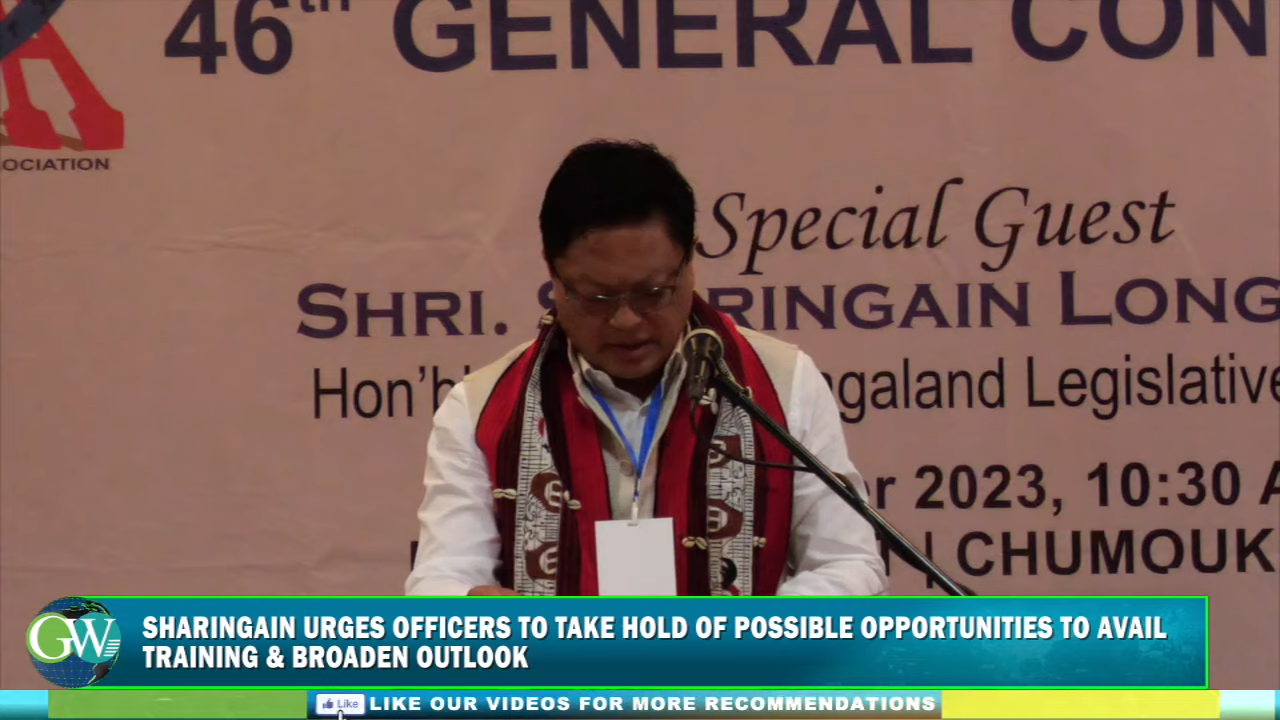 46th GENERAL CON
OCIATION
Special Guest
SHRI. S RINGAIN LONG
Hon'bl galand Legislative
r 2023, 10:30 A
| CHUMOUK
GW
SHARINGAIN URGES OFFICERS TO TAKE HOLD OF POSSIBLE OPPORTUNITIES TO AVAIL
TRAINING & BROADEN OUTLOOK
Like LIKE OUR VIDEOS FOR MORE RECOMMENDATIONS